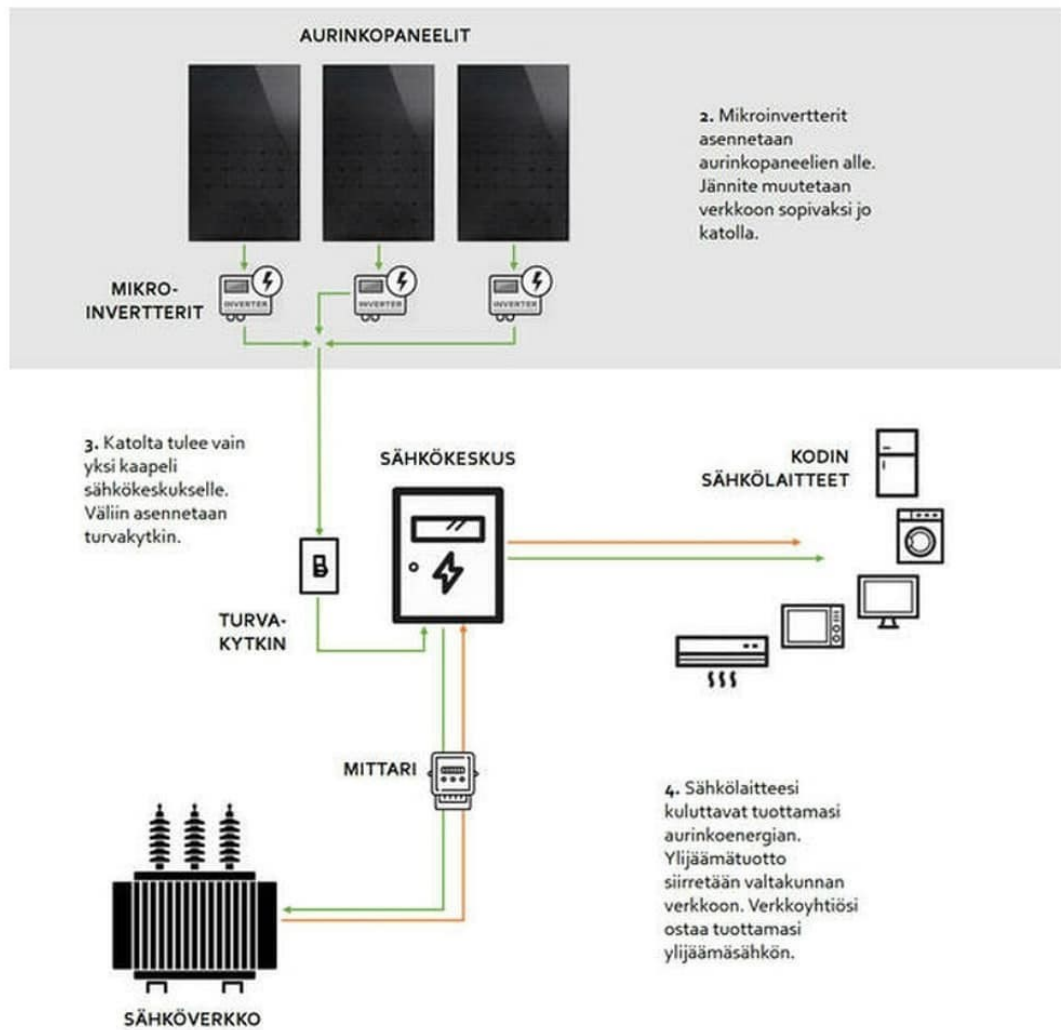 AURINKOPANEELIT
2. Mikroinvertterit
asennetaan
aurinkopaneelien alle.
Jännite muutetaan
verkkoon sopivaksi jo
katolla.
MIKRO-
INVERTTERIT
INVERTER
INVERTER
INVERTER
3. Katolta tulee vain
yksi kaapeli
sähkökeskukselle.
Väliin asennetaan
turvakytkin.
SÄHKÖKESKUS
KODIN
SÄHKÖLAITTEET
TURVA-
KYTKIN
MITTARI
4. Sähkölaitteesi
kuluttavat tuottamasi
aurinkoenergian.
Ylijäämätuotto
siirretään valtakunnan
verkkoon. Verkkoyhtiösi
ostaa tuottamasi
ylijäämäsähkön.
SÄHKÖVERKKO